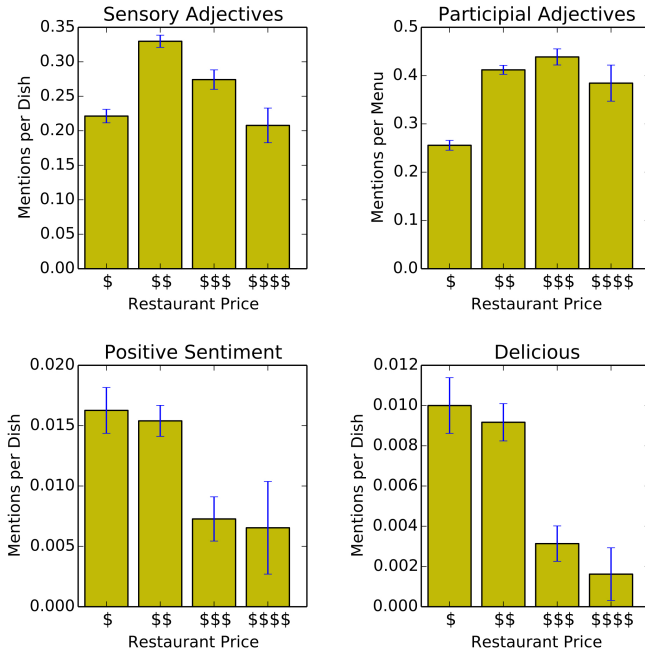 Sensory Adjectives
0.35
0.30
0.25
0.20
0.15
0.10
0.05
0.00
Mentions per Dish
$ $$ $$$ $$$$
Restaurant Price
Participial Adjectives
0.5
0.4
0.3
0.2
0.1
0.0
Mentions per Menu
$ $$ $$$ $$$$
Restaurant Price
Positive Sentiment
0.020
0.015
0.010
0.005
0.000
Mentions per Dish
$ $$ $$$ $$$$
Restaurant Price
Delicious
0.012
0.010
0.008
0.006
0.004
0.002
0.000
Mentions per Dish
$ $$ $$$ $$$$
Restaurant Price